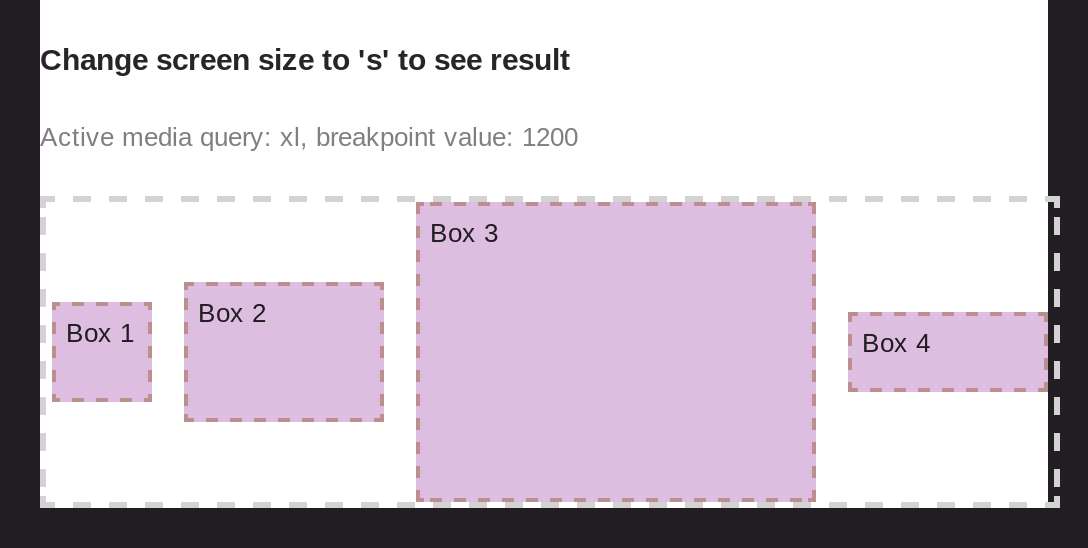 Change screen size to 's' to see result
Active media query: xl, breakpoint value: 1200
Box 1
Box 2
Box 3
Box 4